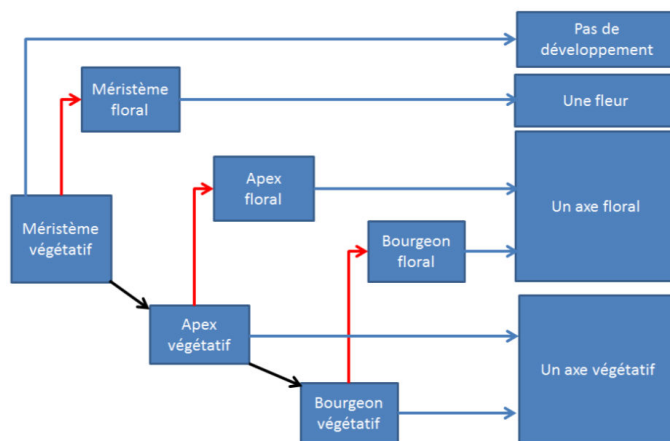 Pas de
développement
Méristème
floral
Une fleur
Apex
floral
Un axe floral
Méristème
végétatif
Bourgeon
floral
Apex
végétatif
Un axe végétatif
Bourgeon
végétatif